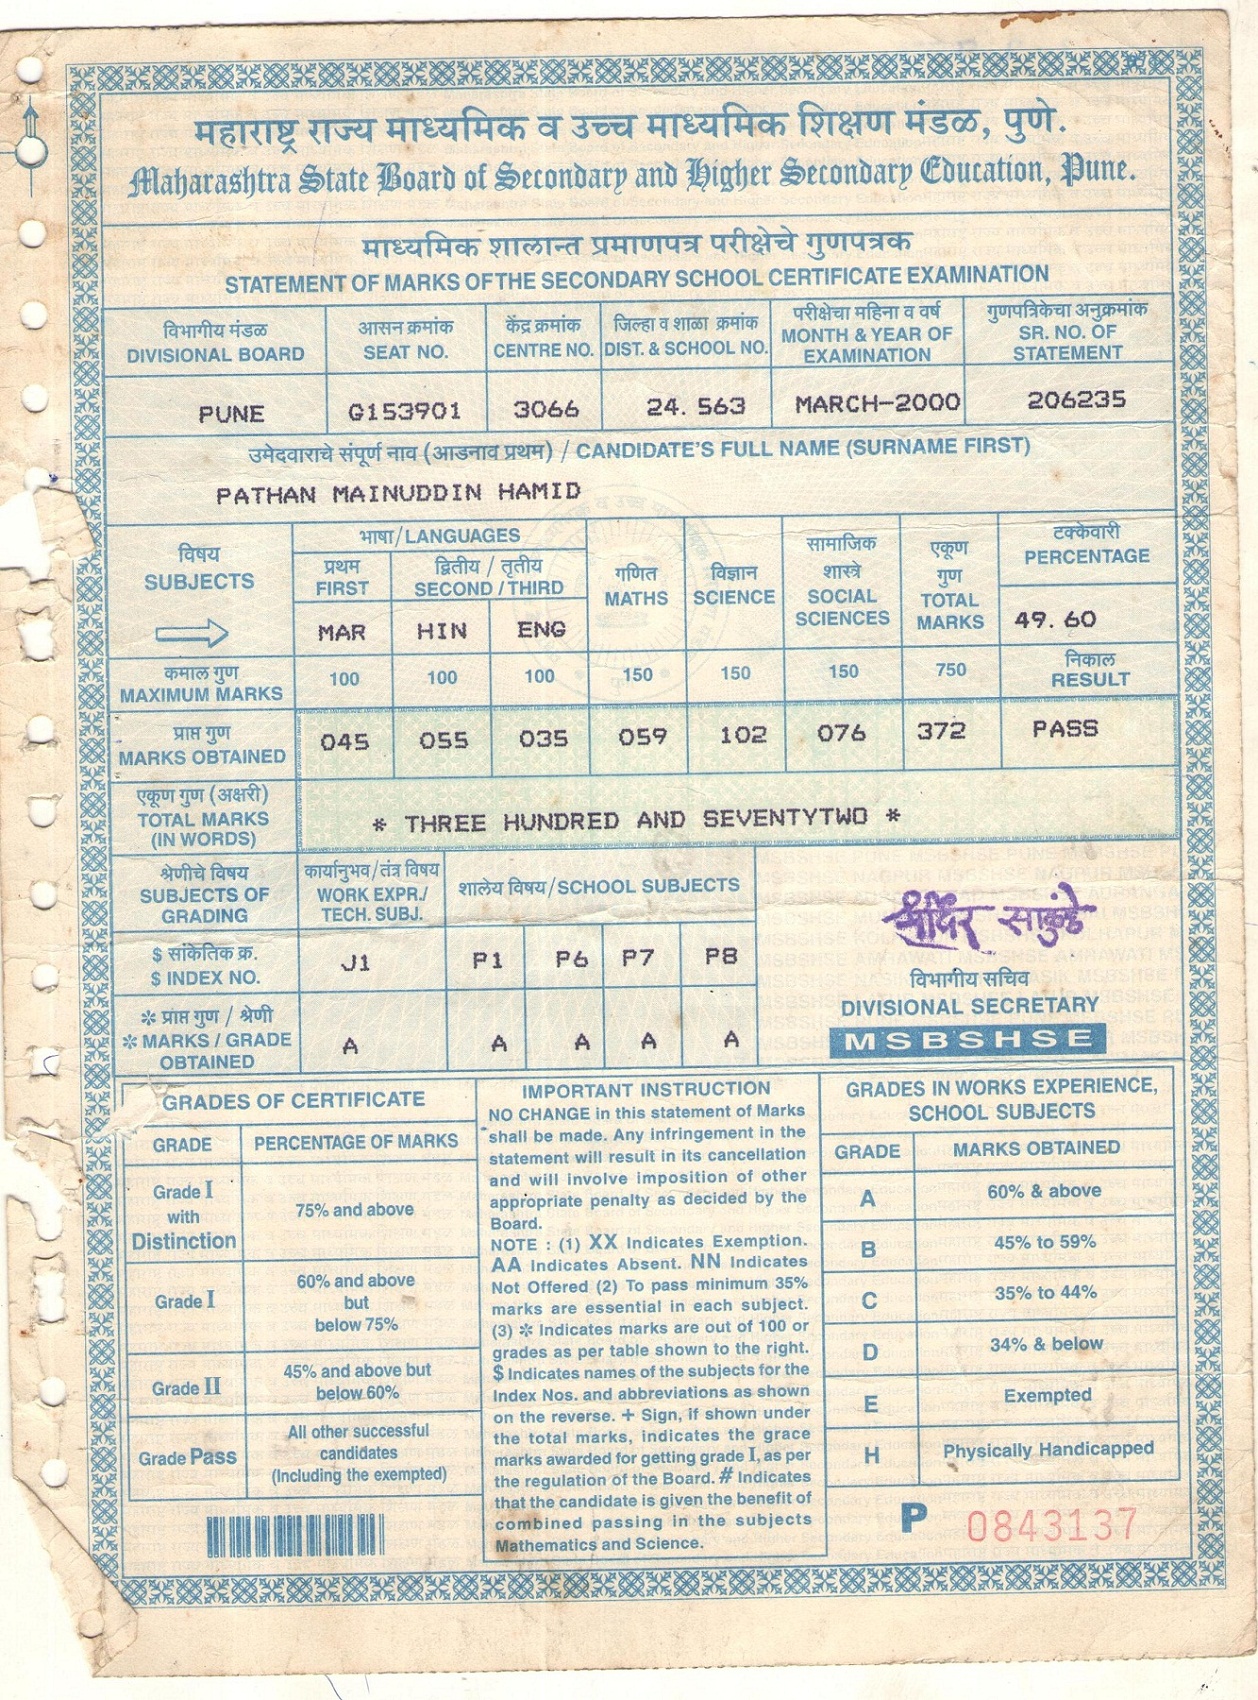 महाराष्ट्र राज्य माध्यमिक व उच्च माध्यमिक शिक्षण मंडळ, पुणे.
Maharashtra State Board of Secondary and Higher Secondary Education, Pune.
माध्यमिक शालान्त प्रमाणपत्र परीक्षेचे गुणपत्रक
STATEMENT OF MARKS OF THE SECONDARY SCHOOL CERTIFICATE EXAMINATION
विभागीय मंडळ
DIVISIONAL BOARD
आसन क्रमांक
SEAT NO.
केंद्र क्रमांक
CENTRE NO.
जिल्हा व शाळा क्रमांक
DIST. & SCHOOL NO.
परीक्षेचा महिना व वर्ष
MONTH & YEAR OF
EXAMINATION
गुणपत्रिकेचा अनुक्रमांक
SR. NO. OF
STATEMENT
PUNE G153901 3066 24. 563 MARCH-2000 206235
उमेदवाराचे संपूर्ण नाव (आडनाव प्रथम) / CANDIDATE'S FULL NAME (SURNAME FIRST)
PATHAN MAINUDDIN HAMID
विषय
SUBJECTS
भाषा/LANGUAGES
प्रथम
FIRST
द्वितीय / तृतीय
SECOND / THIRD
MAR HIN ENG
गणित
MATHS
विज्ञान
SCIENCE
सामाजिक
शास्त्रे
SOCIAL
SCIENCES
एकूण
गुण
TOTAL
MARKS
टक्केवारी
PERCENTAGE
49. 60
कमाल गुण
MAXIMUM MARKS
100 100 100 150 150 150 750
निकाल
RESULT
प्राप्त गुण
MARKS OBTAINED
045 055 035 059 102 076 372 PASS
एकूण गुण (अक्षरी)
TOTAL MARKS
(IN WORDS)
* THREE HUNDRED AND SEVENTYTWO *
श्रेणीचे विषय
SUBJECTS OF
GRADING
कार्यानुभव/तंत्र विषय
WORK EXPR./
TECH. SUBJ.
शालेय विषय/SCHOOL SUBJECTS
$ सांकेतिक क्र.
$ INDEX NO.
J1 P1 P6 P7 P8
* प्राप्त गुण / श्रेणी
* MARKS / GRADE
OBTAINED
A A A A A
विभागीय सचिव
DIVISIONAL SECRETARY
MSBSHSE
GRADES OF CERTIFICATE
GRADE PERCENTAGE OF MARKS
Grade I
with
Distinction
75% and above
Grade I
60% and above
but
below 75%
Grade II
45% and above but
below 60%
Grade Pass
All other successful
candidates
(Including the exempted)
IMPORTANT INSTRUCTION
NO CHANGE in this statement of Marks
shall be made. Any infringement in the
statement will result in its cancellation
and will involve imposition of other
appropriate penalty as decided by the
Board.
NOTE : (1) XX Indicates Exemption.
AA Indicates Absent. NN Indicates
Not Offered (2) To pass minimum 35%
marks are essential in each subject.
(3) * Indicates marks are out of 100 or
grades as per table shown to the right.
$ Indicates names of the subjects for the
Index Nos. and abbreviations as shown
on the reverse. + Sign, if shown under
the total marks, indicates the grace
marks awarded for getting grade I, as per
the regulation of the Board. # Indicates
that the candidate is given the benefit of
combined passing in the subjects
Mathematics and Science.
GRADES IN WORKS EXPERIENCE,
SCHOOL SUBJECTS
GRADE MARKS OBTAINED
A 60% & above
B 45% to 59%
C 35% to 44%
D 34% & below
E Exempted
H Physically Handicapped
P 0843137